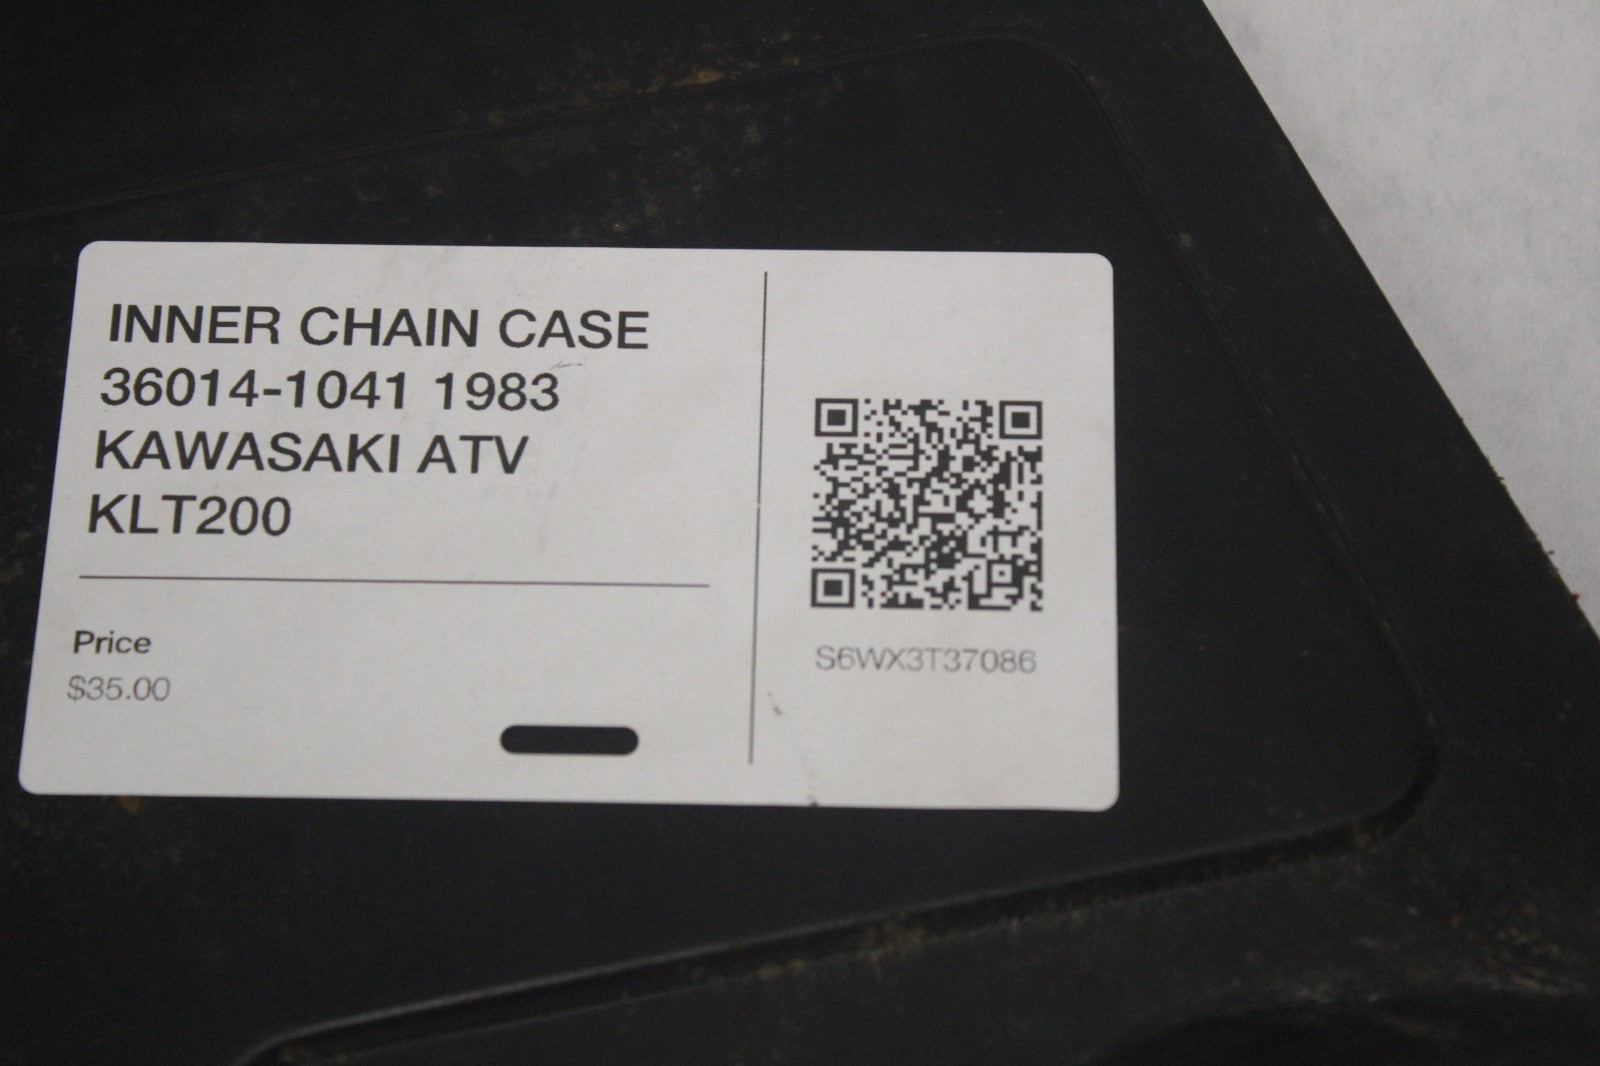 INNER CHAIN CASE
36014-1041 1983
KAWASAKI ATV
KLT200
Price
$35.00
S6WX3T37086